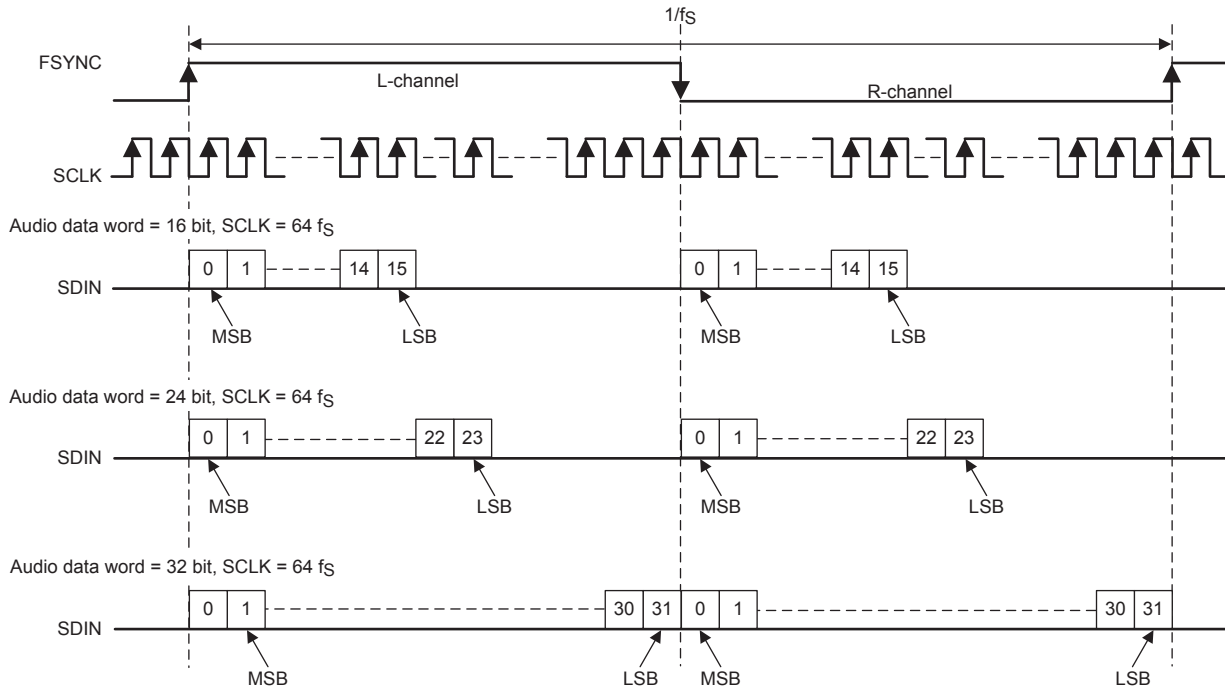 1/fS
FSYNC
L-channel
R-channel
SCLK
Audio data word = 16 bit, SCLK = 64 fS
SDIN
0 1 14 15 0 1 14 15
MSB LSB MSB LSB
Audio data word = 24 bit, SCLK = 64 fS
SDIN
0 1 22 23 0 1 22 23
MSB LSB MSB LSB
Audio data word = 32 bit, SCLK = 64 fS
SDIN
0 1 30 31 0 1 30 31
MSB LSB MSB LSB